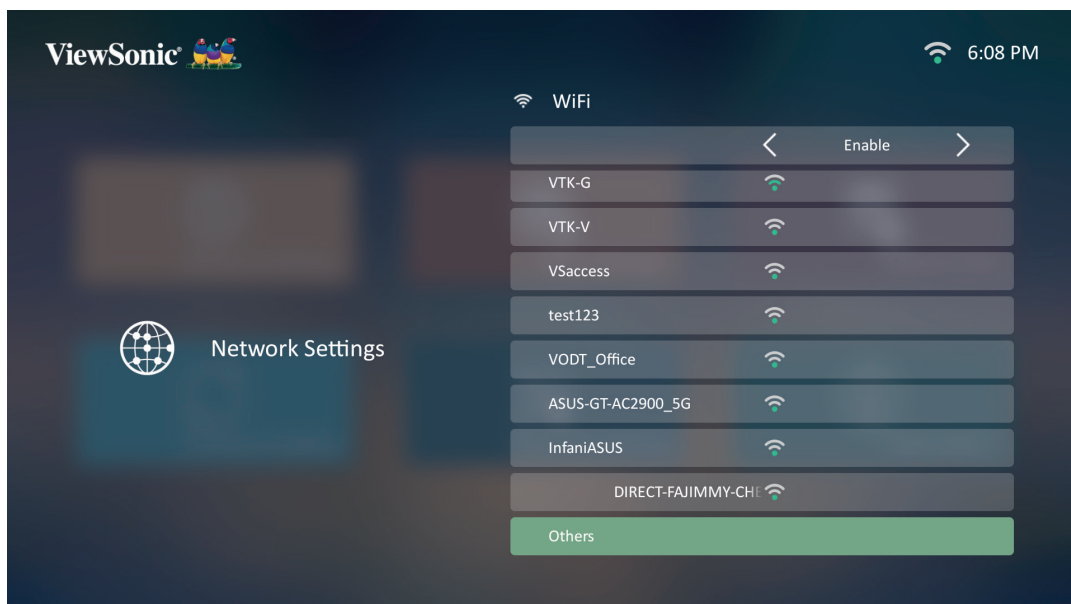 ViewSonic®
6:08 PM
WiFi
Enable
VTK-G
VTK-V
VSaccess
test123
Network Settings
VODT_Office
ASUS-GT-AC2900_5G
InfaniASUS
DIRECT-FAJIMMY-CHE
Others